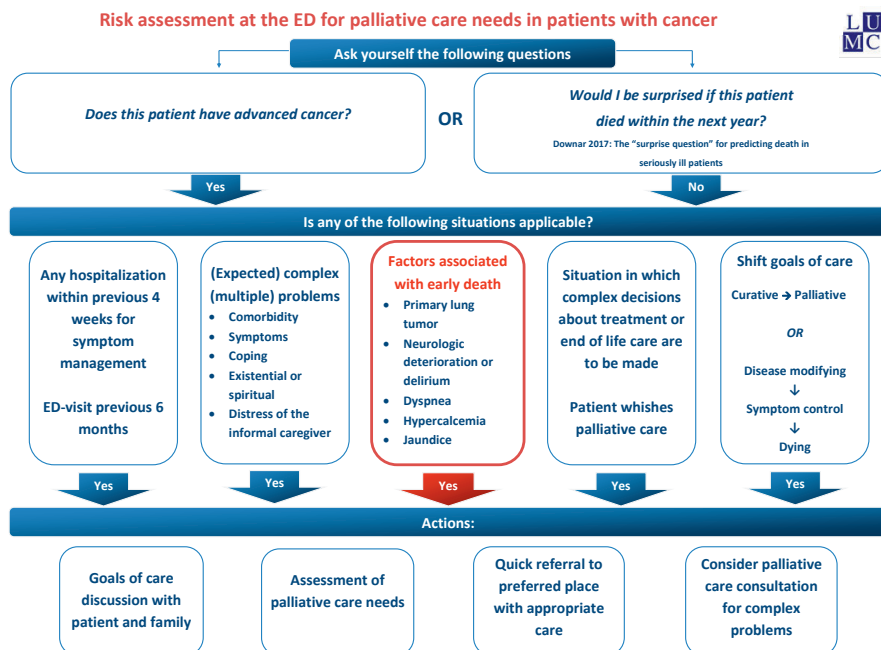 Risk assessment at the ED for palliative care needs in patients with cancer
L U
M C
Ask yourself the following questions
Does this patient have advanced cancer?
OR
Would I be surprised if this patient
died within the next year?
Downar 2017: The “surprise question” for predicting death in
seriously ill patients
Yes
No
Is any of the following situations applicable?
Any hospitalization
within previous 4
weeks for
symptom
management
ED-visit previous 6
months
(Expected) complex
(multiple) problems
• Comorbidity
• Symptoms
• Coping
• Existential or
spiritual
• Distress of the
informal caregiver
Factors associated
with early death
• Primary lung
tumor
• Neurologic
deterioration or
delirium
• Dyspnea
• Hypercalcemia
• Jaundice
Situation in which
complex decisions
about treatment or
end of life care are
to be made
Patient whishes
palliative care
Shift goals of care
Curative → Palliative
OR
Disease modifying
↓
Symptom control
↓
Dying
Yes
Yes
Yes
Yes
Yes
Actions:
Goals of care
discussion with
patient and family
Assessment of
palliative care needs
Quick referral to
preferred place
with appropriate
care
Consider palliative
care consultation
for complex
problems